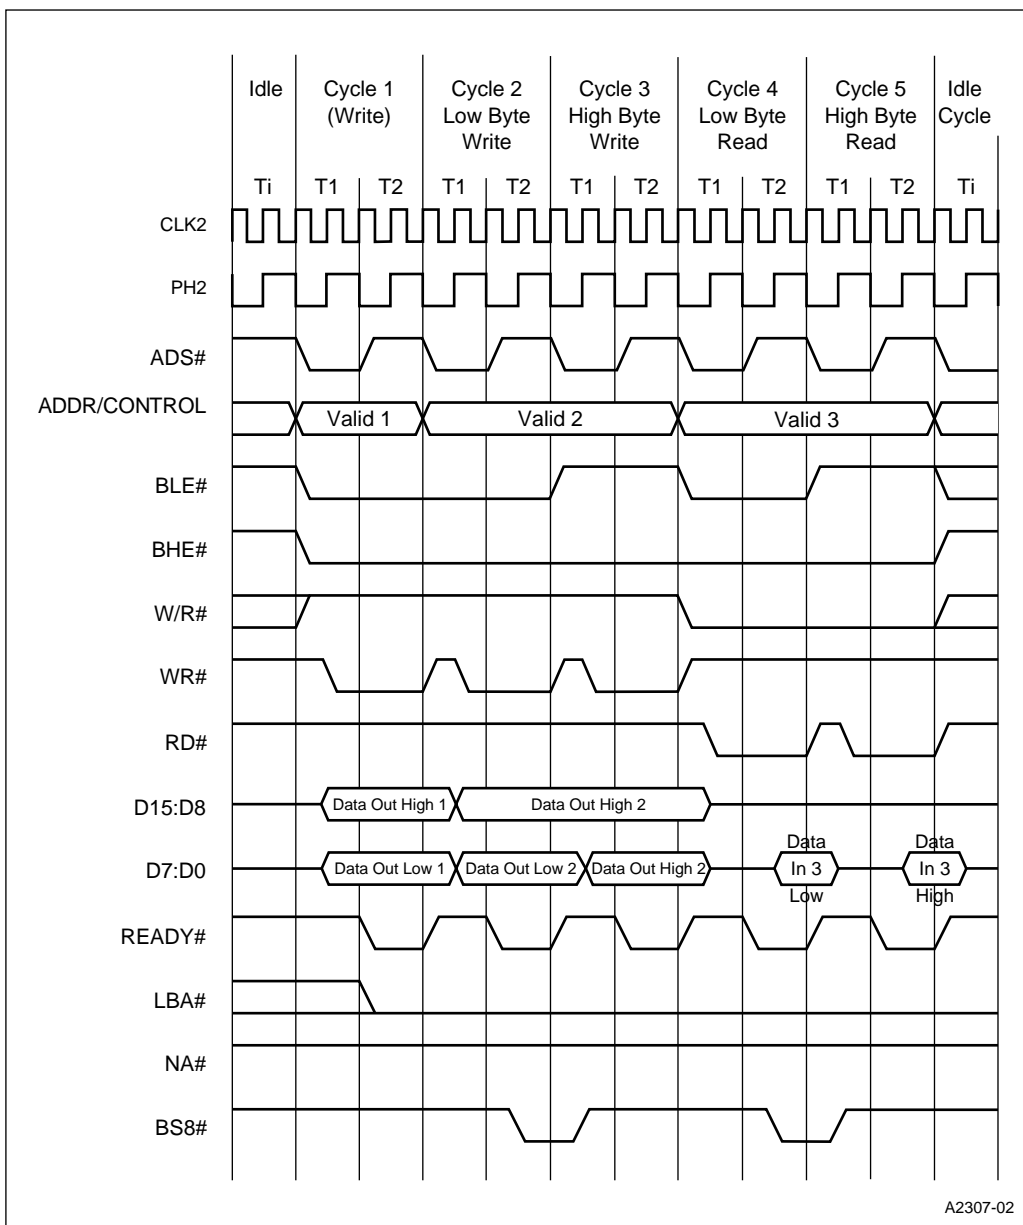 Idle
Cycle 1
(Write)
Cycle 2
Low Byte
Write
Cycle 3
High Byte
Write
Cycle 4
Low Byte
Read
Cycle 5
High Byte
Read
Idle
Cycle
Ti T1 T2 T1 T2 T1 T2 T1 T2 T1 T2 Ti
CLK2
PH2
ADS#
ADDR/CONTROL
Valid 1 Valid 2 Valid 3
BLE#
BHE#
W/R#
WR#
RD#
D15:D8
Data Out High 1 Data Out High 2
D7:D0
Data Out Low 1 Data Out Low 2 Data Out High 2
Data
In 3
Low
Data
In 3
High
READY#
LBA#
NA#
BS8#
A2307-02